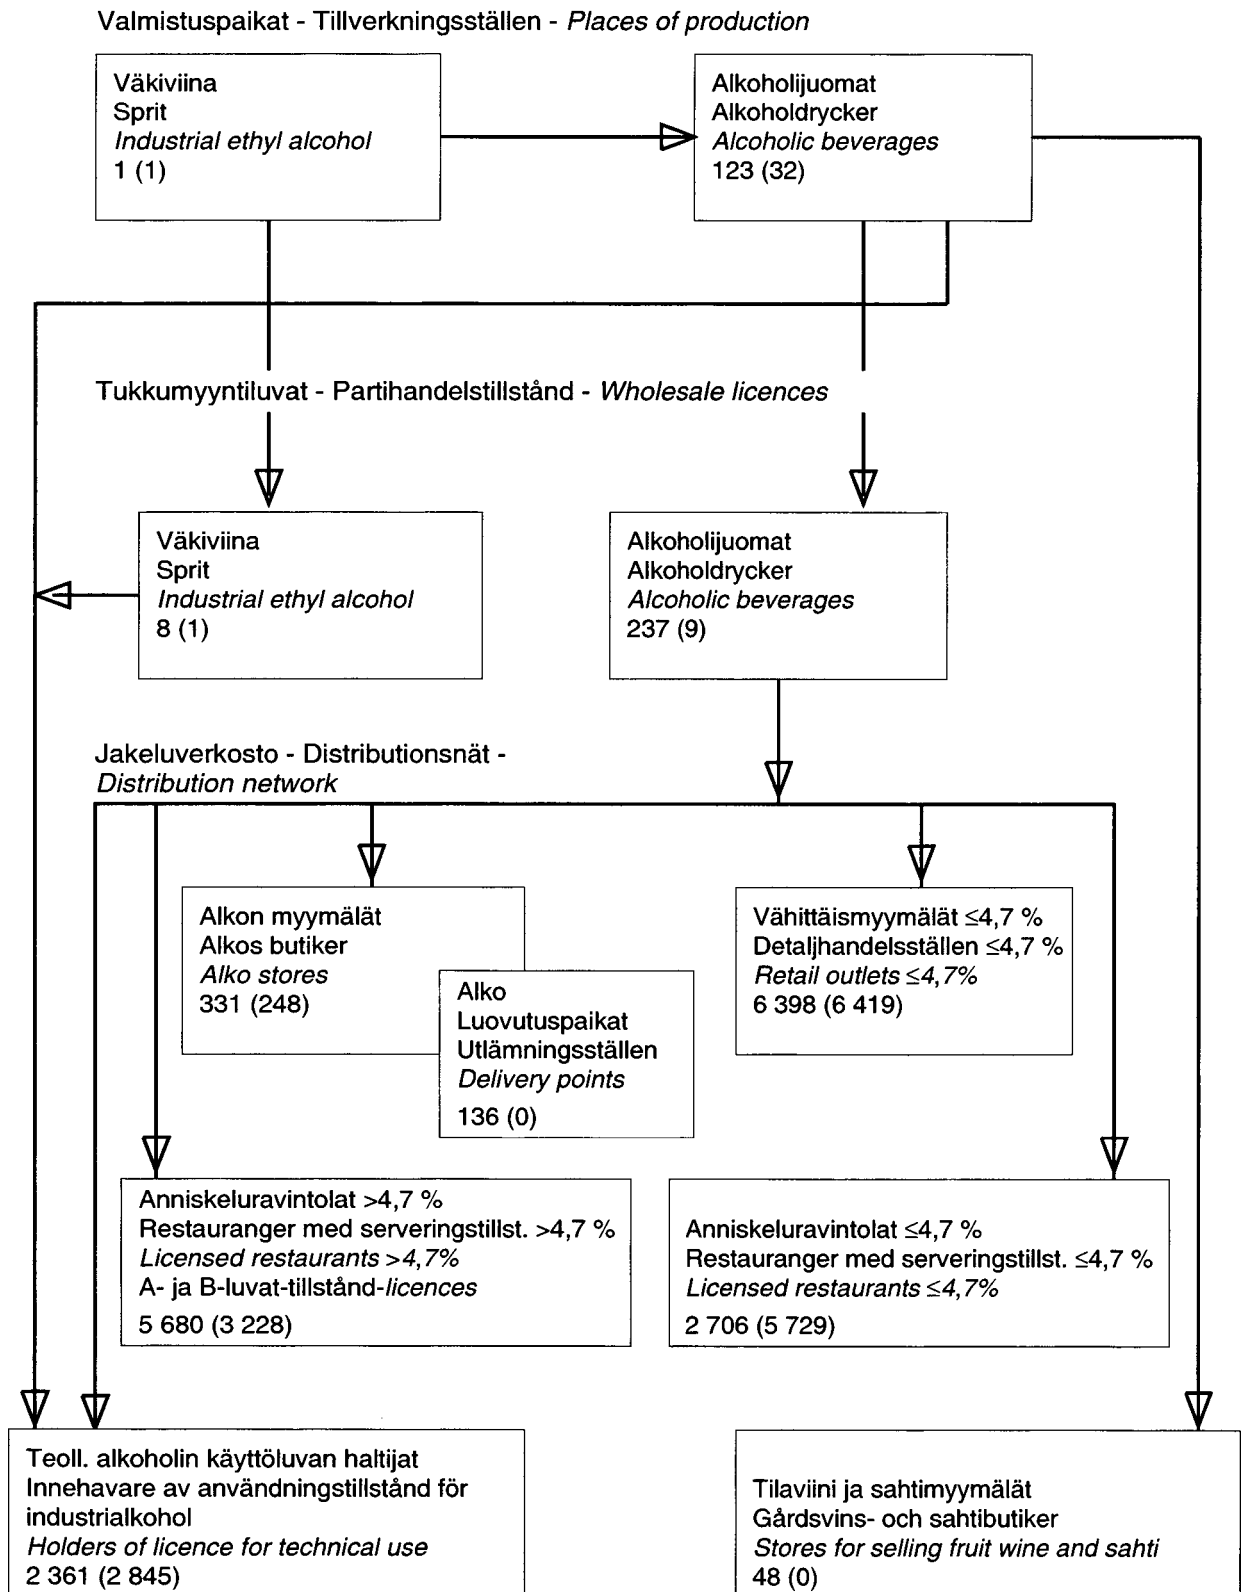 Valmistuspaikat - Tillverkningsställen - Places of production
Väkiviina
Sprit
Industrial ethyl alcohol
1 (1)
Alkoholijuomat
Alkoholdrycker
Alcoholic beverages
123 (32)
Tukkumyyntiluvat - Partihandelstillstånd - Wholesale licences
Väkiviina
Sprit
Industrial ethyl alcohol
8 (1)
Alkoholijuomat
Alkoholdrycker
Alcoholic beverages
237 (9)
Jakeluverkosto - Distributionsnät -
Distribution network
Alkon myymälät
Alkos butiker
Alko stores
331 (248)
Alko
Luovutuspaikat
Utlämningsställen
Delivery points
136 (0)
Vähittäismyymälät ≤4,7 %
Detaljhandelsställen ≤4,7 %
Retail outlets ≤4,7%
6 398 (6 419)
Anniskeluravintolat >4,7 %
Restauranger med serveringstillst. >4,7 %
Licensed restaurants >4,7%
A- ja B-luvat-tillstånd-licences
5 680 (3 228)
Anniskeluravintolat ≤4,7 %
Restauranger med serveringstillst. ≤4,7 %
Licensed restaurants ≤4,7%
2 706 (5 729)
Teoll. alkoholin käyttöluvan haltijat
Innehavare av användningstillstånd för
industrialkohol
Holders of licence for technical use
2 361 (2 845)
Tilaviini ja sahtimyymälät
Gårdsvins- och sahtibutiker
Stores for selling fruit wine and sahti
48 (0)